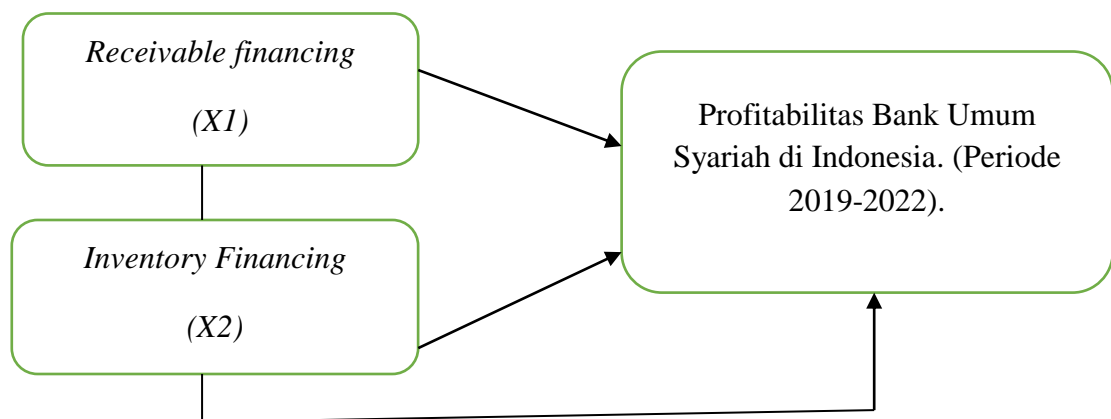 Receivable financing
(X1)
Profitabilitas Bank Umum
Syariah di Indonesia. (Periode
2019-2022).
Inventory Financing
(X2)